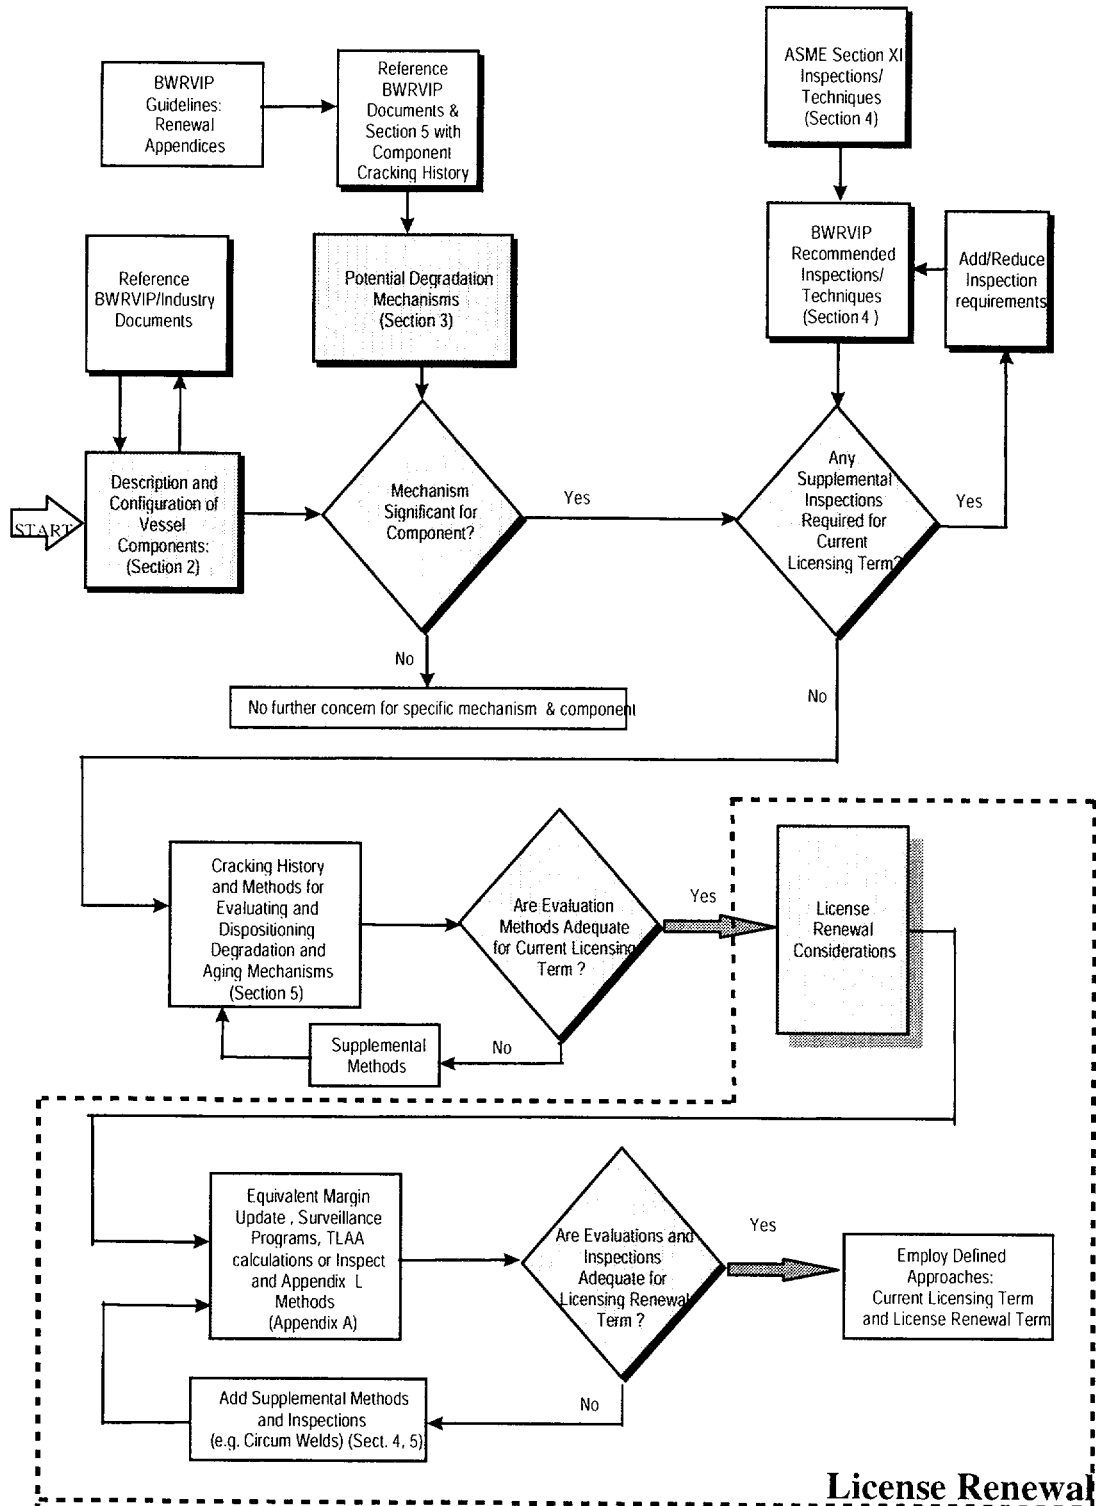 BWRVIP
Guidelines:
Renewal
Appendices
Reference
BWRVIP
Documents &
Section 5 with
Component
Cracking History
ASME Section XI
Inspections/
Techniques
(Section 4)
Reference
BWRVIP/Industry
Documents
Potential Degradation
Mechanisms
(Section 3)
BWRVIP
Recommended
Inspections/
Techniques
(Section 4 )
Add/Reduce
Inspection
requirements
START
Description and
Configuration of
Vessel
Components:
(Section 2)
Mechanism
Significant for
Component?
Yes
Any
Supplemental
Inspections
Required for
Current
Licensing Term?
Yes
No
No further concern for specific mechanism & component
No
Cracking History
and Methods for
Evaluating and
Dispositioning
Degradation and
Aging Mechanisms
(Section 5)
Are Evaluation
Methods Adequate
for Current Licensing
Term ?
Yes
License
Renewal
Considerations
Supplemental
Methods
No
Equivalent Margin
Update , Surveillance
Programs, TLAA
calculations or Inspect
and Appendix L
Methods
(Appendix A)
Are Evaluations and
Inspections
Adequate for
Licensing Renewal
Term ?
Yes
Employ Defined
Approaches:
Current Licensing Term
and License Renewal Term
Add Supplemental Methods
and Inspections
(e.g. Circum Welds) (Sect. 4, 5)
No
License Renewal